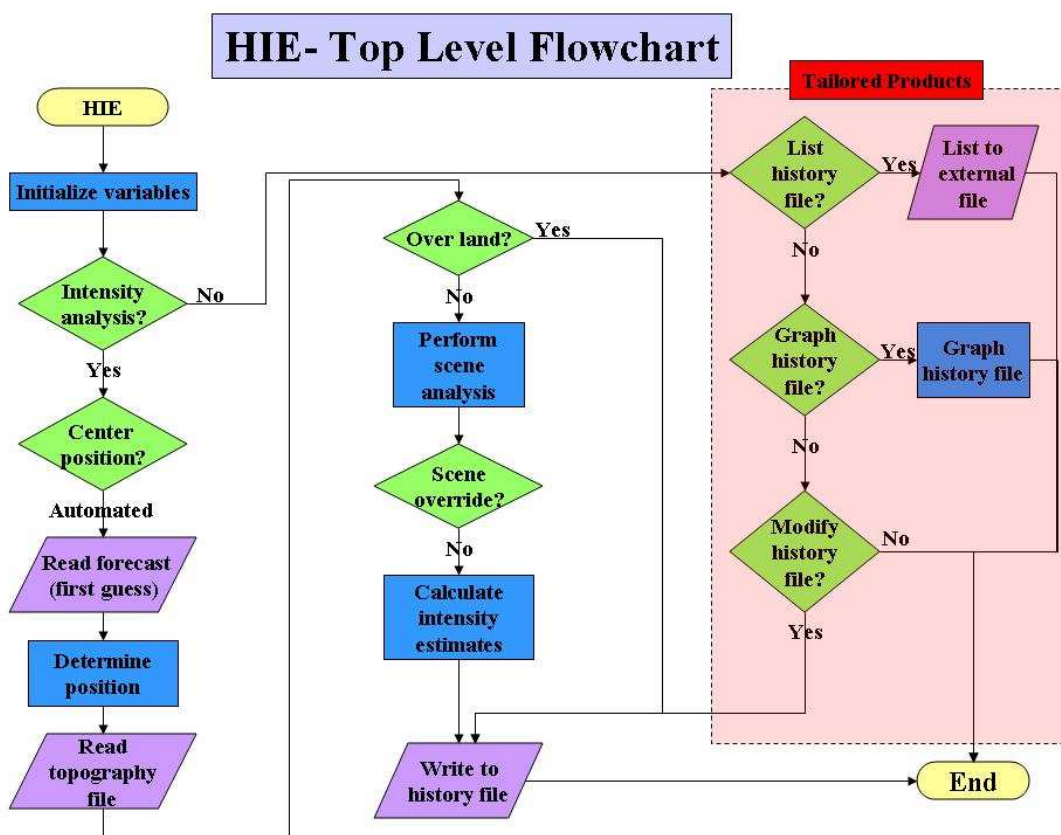 HIE- Top Level Flowchart
HIE
Initialize variables
Intensity
analysis?
No
Yes
Center
position?
Automated
Read forecast
(first guess)
Determine
position
Read
topography
file
Over land?
Yes
No
Perform
scene
analysis
Scene
override?
No
Calculate
intensity
estimates
Write to
history file
Tailored Products
List
history
file?
Yes
List to
external
file
No
Graph
history
file?
Yes
Graph
history file
No
Modify
history
file?
No
Yes
End